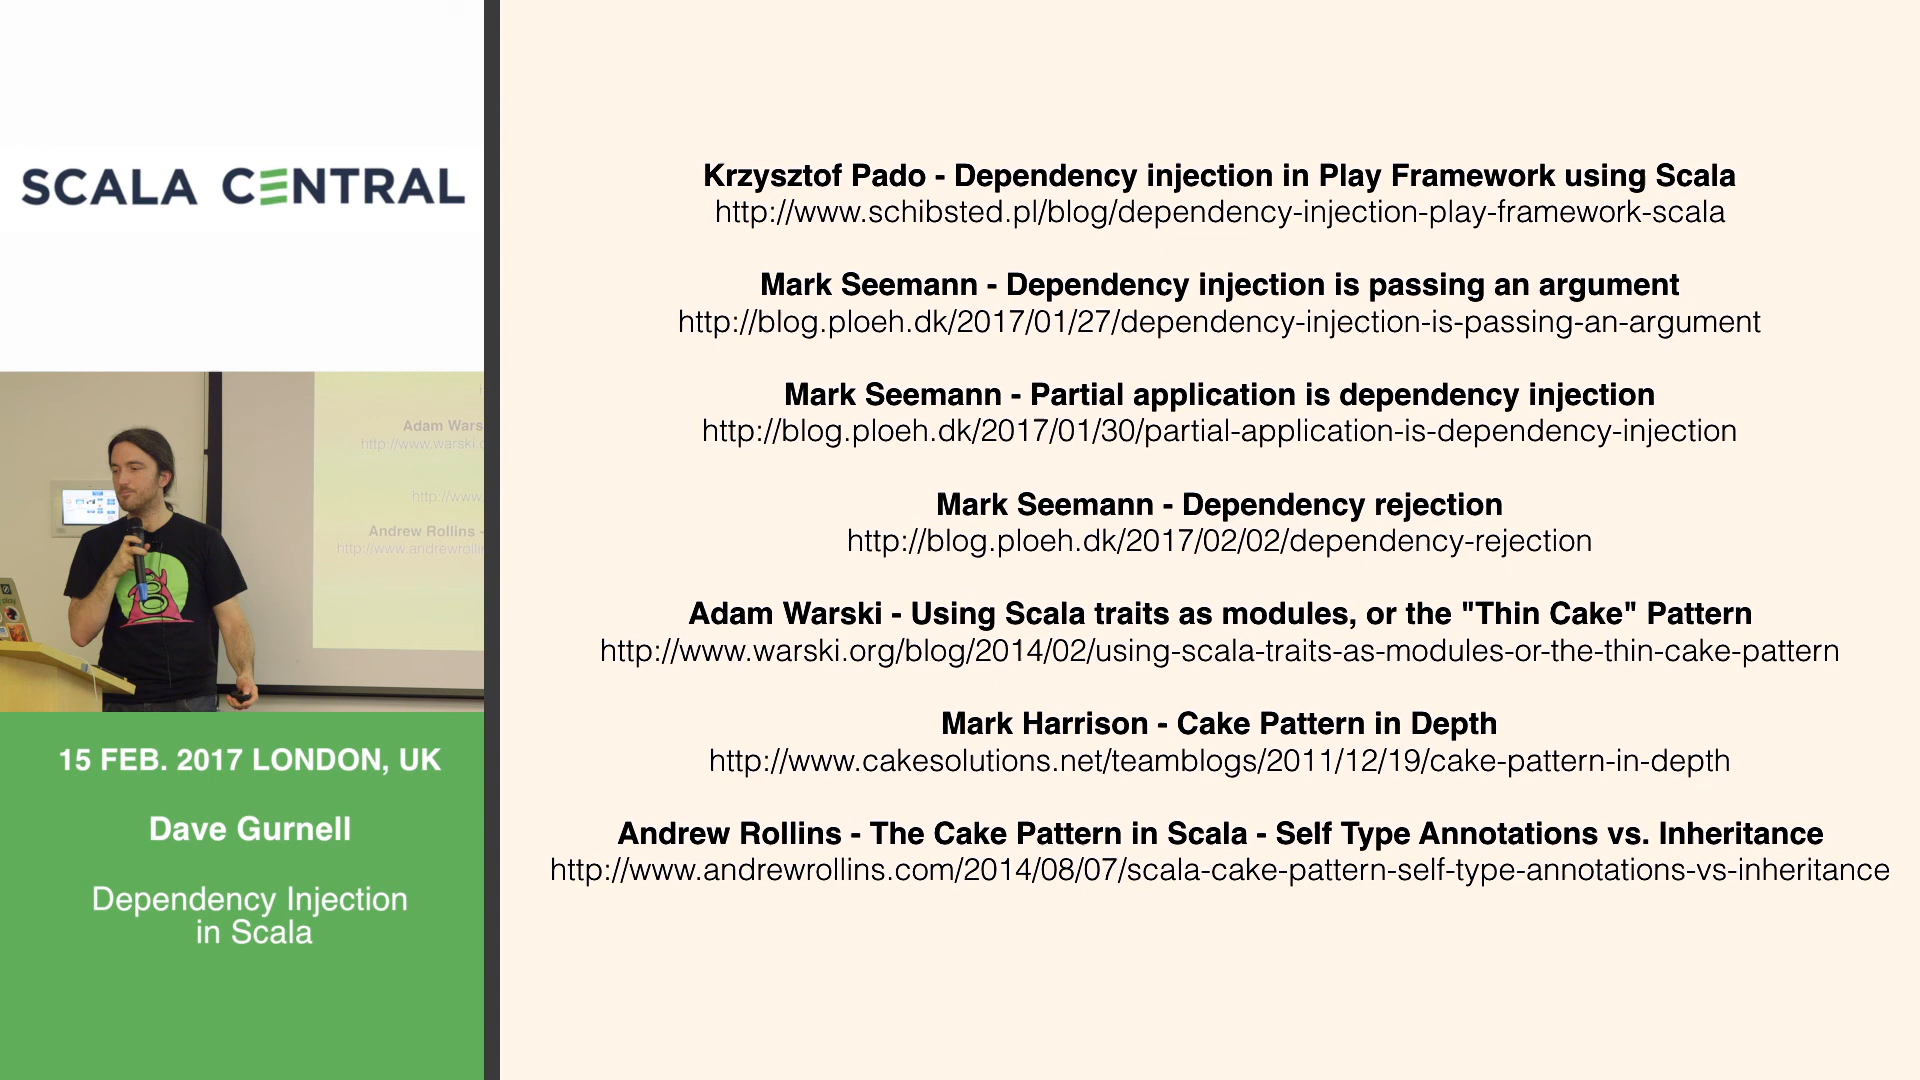 SCALA CENTRAL
Adam Wars
http://www.warski.
http://www.
Andrew Rollins -
http://www.andrewrolli
play
15 FEB. 2017 LONDON, UK
Dave Gurnell
Dependency Injection
in Scala
Krzysztof Pado - Dependency injection in Play Framework using Scala
http://www.schibsted.pl/blog/dependency-injection-play-framework-scala
Mark Seemann - Dependency injection is passing an argument
http://blog.ploeh.dk/2017/01/27/dependency-injection-is-passing-an-argument
Mark Seemann - Partial application is dependency injection
http://blog.ploeh.dk/2017/01/30/partial-application-is-dependency-injection
Mark Seemann - Dependency rejection
http://blog.ploeh.dk/2017/02/02/dependency-rejection
Adam Warski - Using Scala traits as modules, or the "Thin Cake" Pattern
http://www.warski.org/blog/2014/02/using-scala-traits-as-modules-or-the-thin-cake-pattern
Mark Harrison - Cake Pattern in Depth
http://www.cakesolutions.net/teamblogs/2011/12/19/cake-pattern-in-depth
Andrew Rollins - The Cake Pattern in Scala - Self Type Annotations vs. Inheritance
http://www.andrewrollins.com/2014/08/07/scala-cake-pattern-self-type-annotations-vs-inheritance